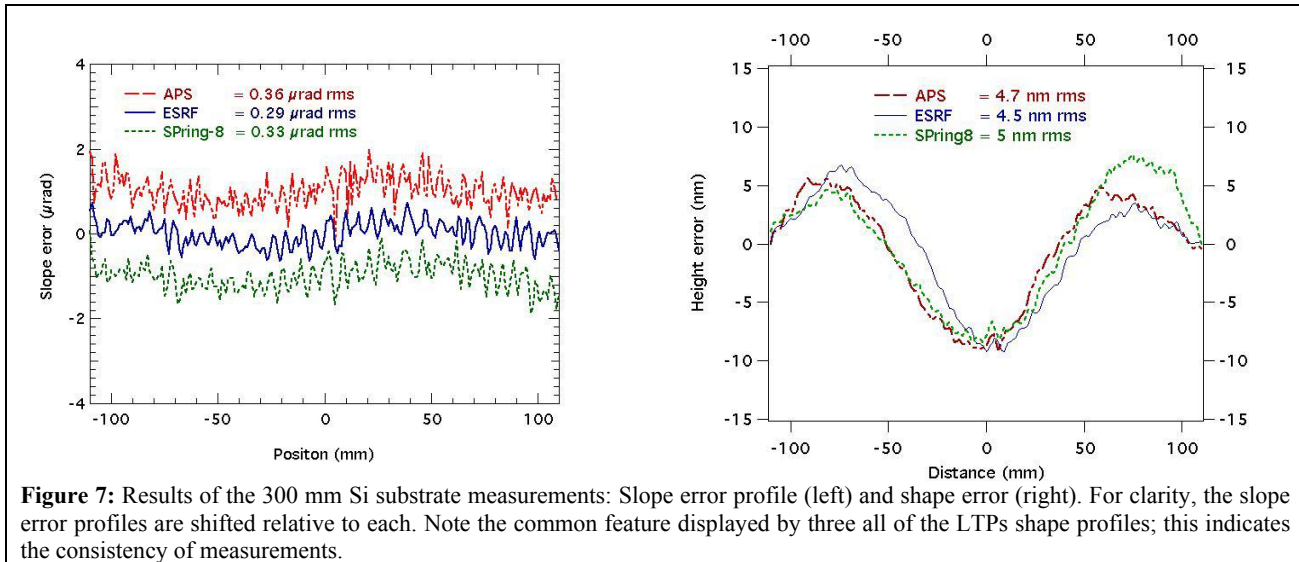 4
2
0
-2
-4
Slope error (µrad)
APS = 0.36 µrad rms
ESRF = 0.29 µrad rms
SPring-8 = 0.33 µrad rms
-100 -50 0 50 100
Positon (mm)
-100 -50 0 50 100
15
10
5
0
-5
-10
-15
Height error (nm)
APS = 4.7 nm rms
ESRF = 4.5 nm rms
SPring8 = 5 nm rms
15
10
5
0
-5
-10
-15
-100 -50 0 50 100
Distance (mm)
Figure 7: Results of the 300 mm Si substrate measurements: Slope error profile (left) and shape error (right). For clarity, the slope
error profiles are shifted relative to each. Note the common feature displayed by three all of the LTPs shape profiles; this indicates
the consistency of measurements.